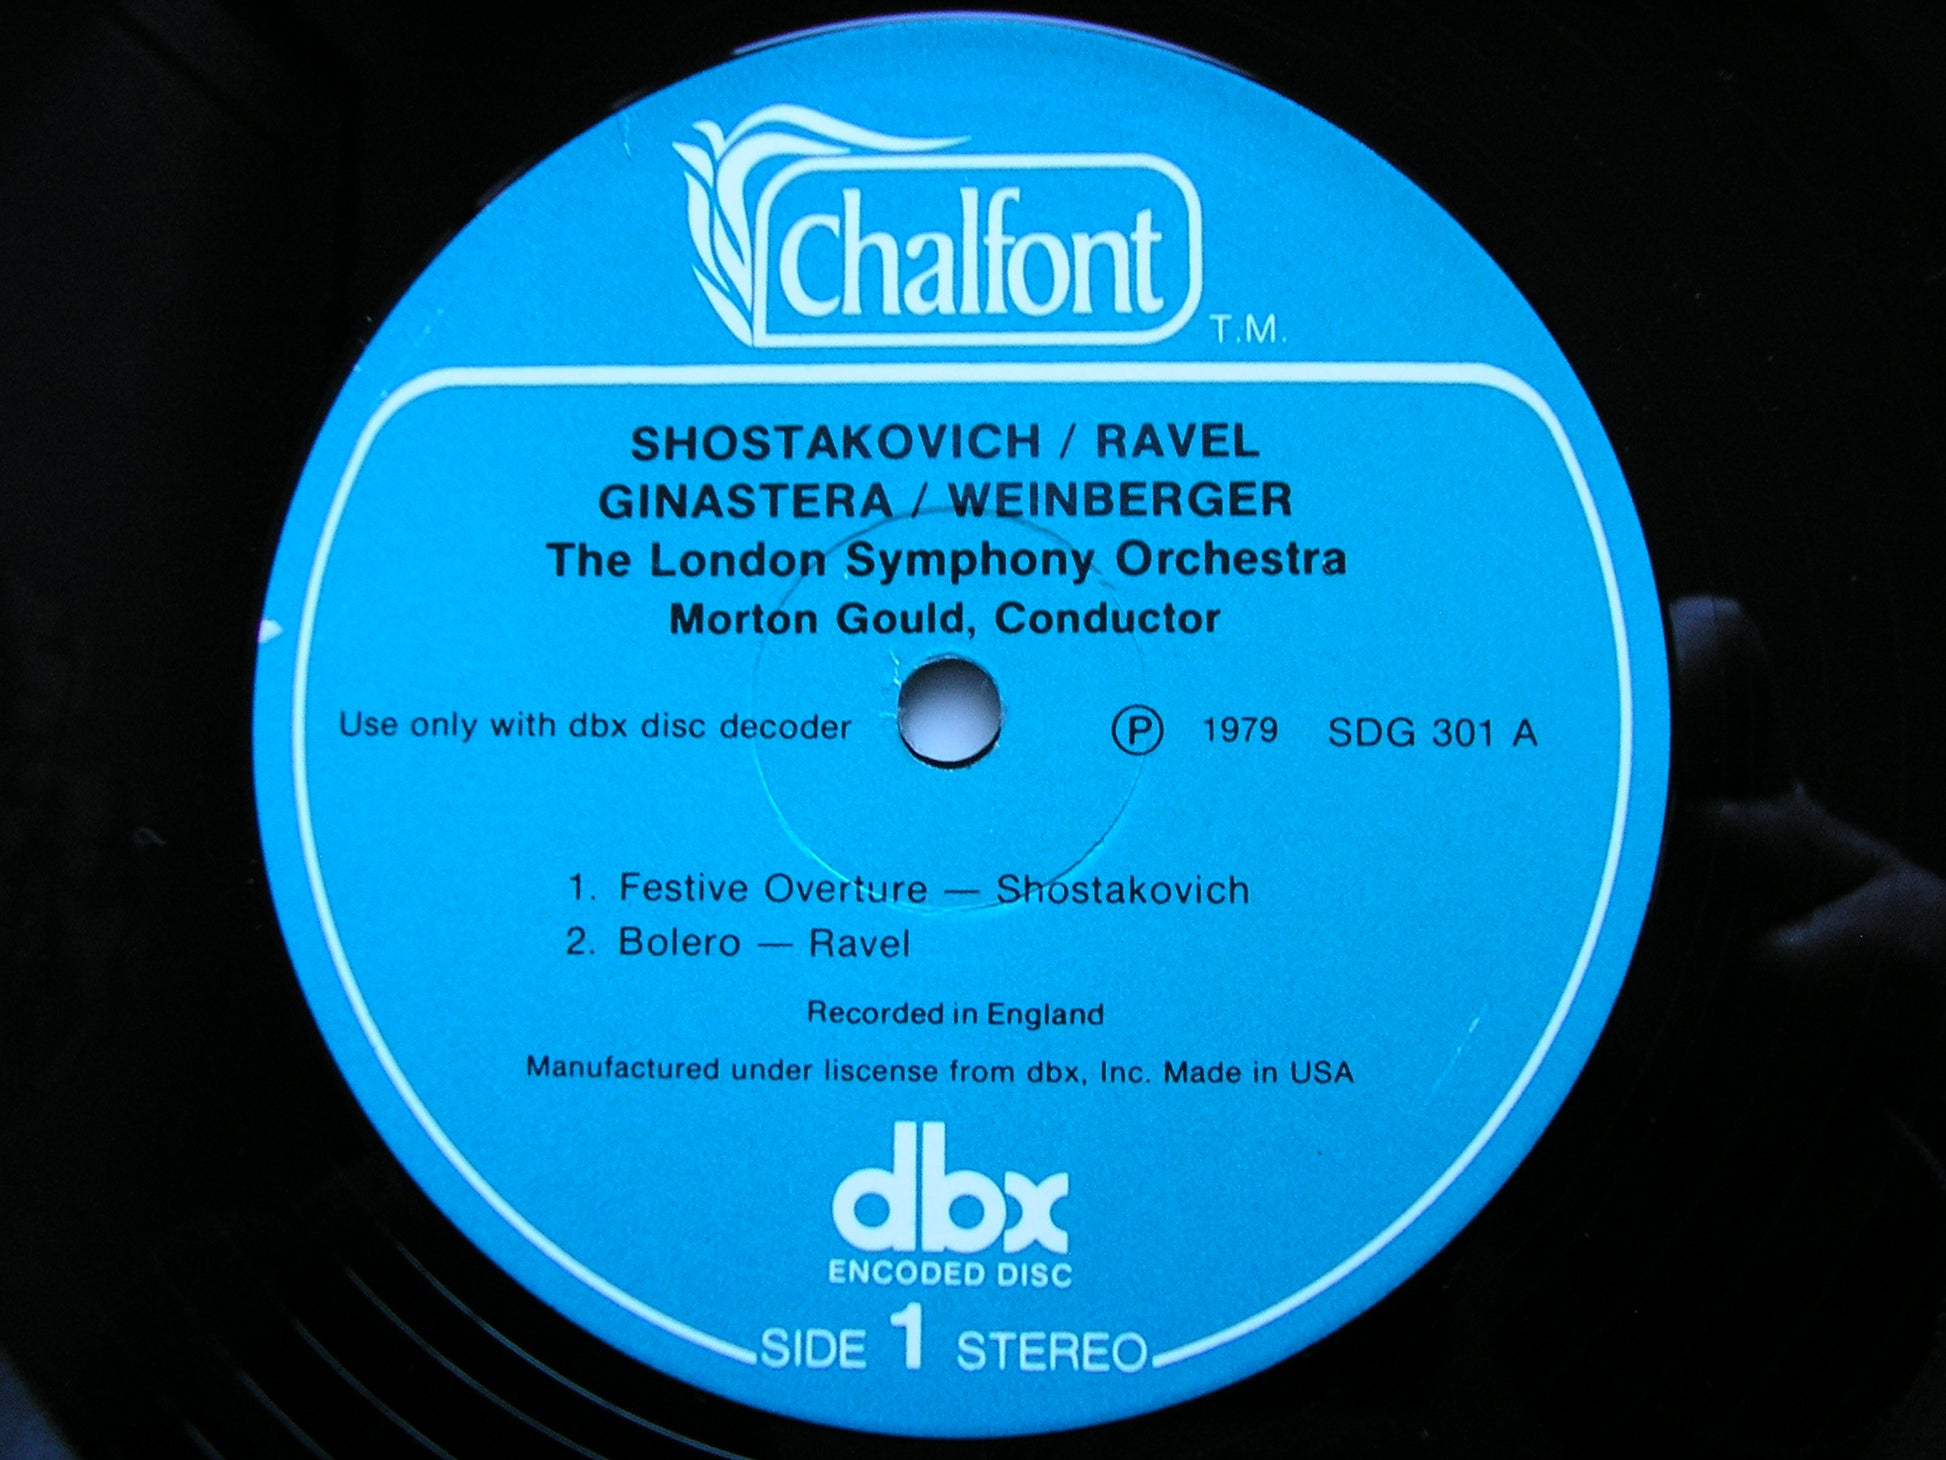 Chalfont
T.M.
SHOSTAKOVICH / RAVEL
GINASTERA / WEINBERGER
The London Symphony Orchestra
Morton Gould, Conductor
Use only with dbx disc decoder
Ⓟ 1979 SDG 301 A
1. Festive Overture — Shostakovich
2. Bolero — Ravel
Recorded in England
Manufactured under liscense from dbx, Inc. Made in USA
dbx
ENCODED DISC
SIDE 1 STEREO